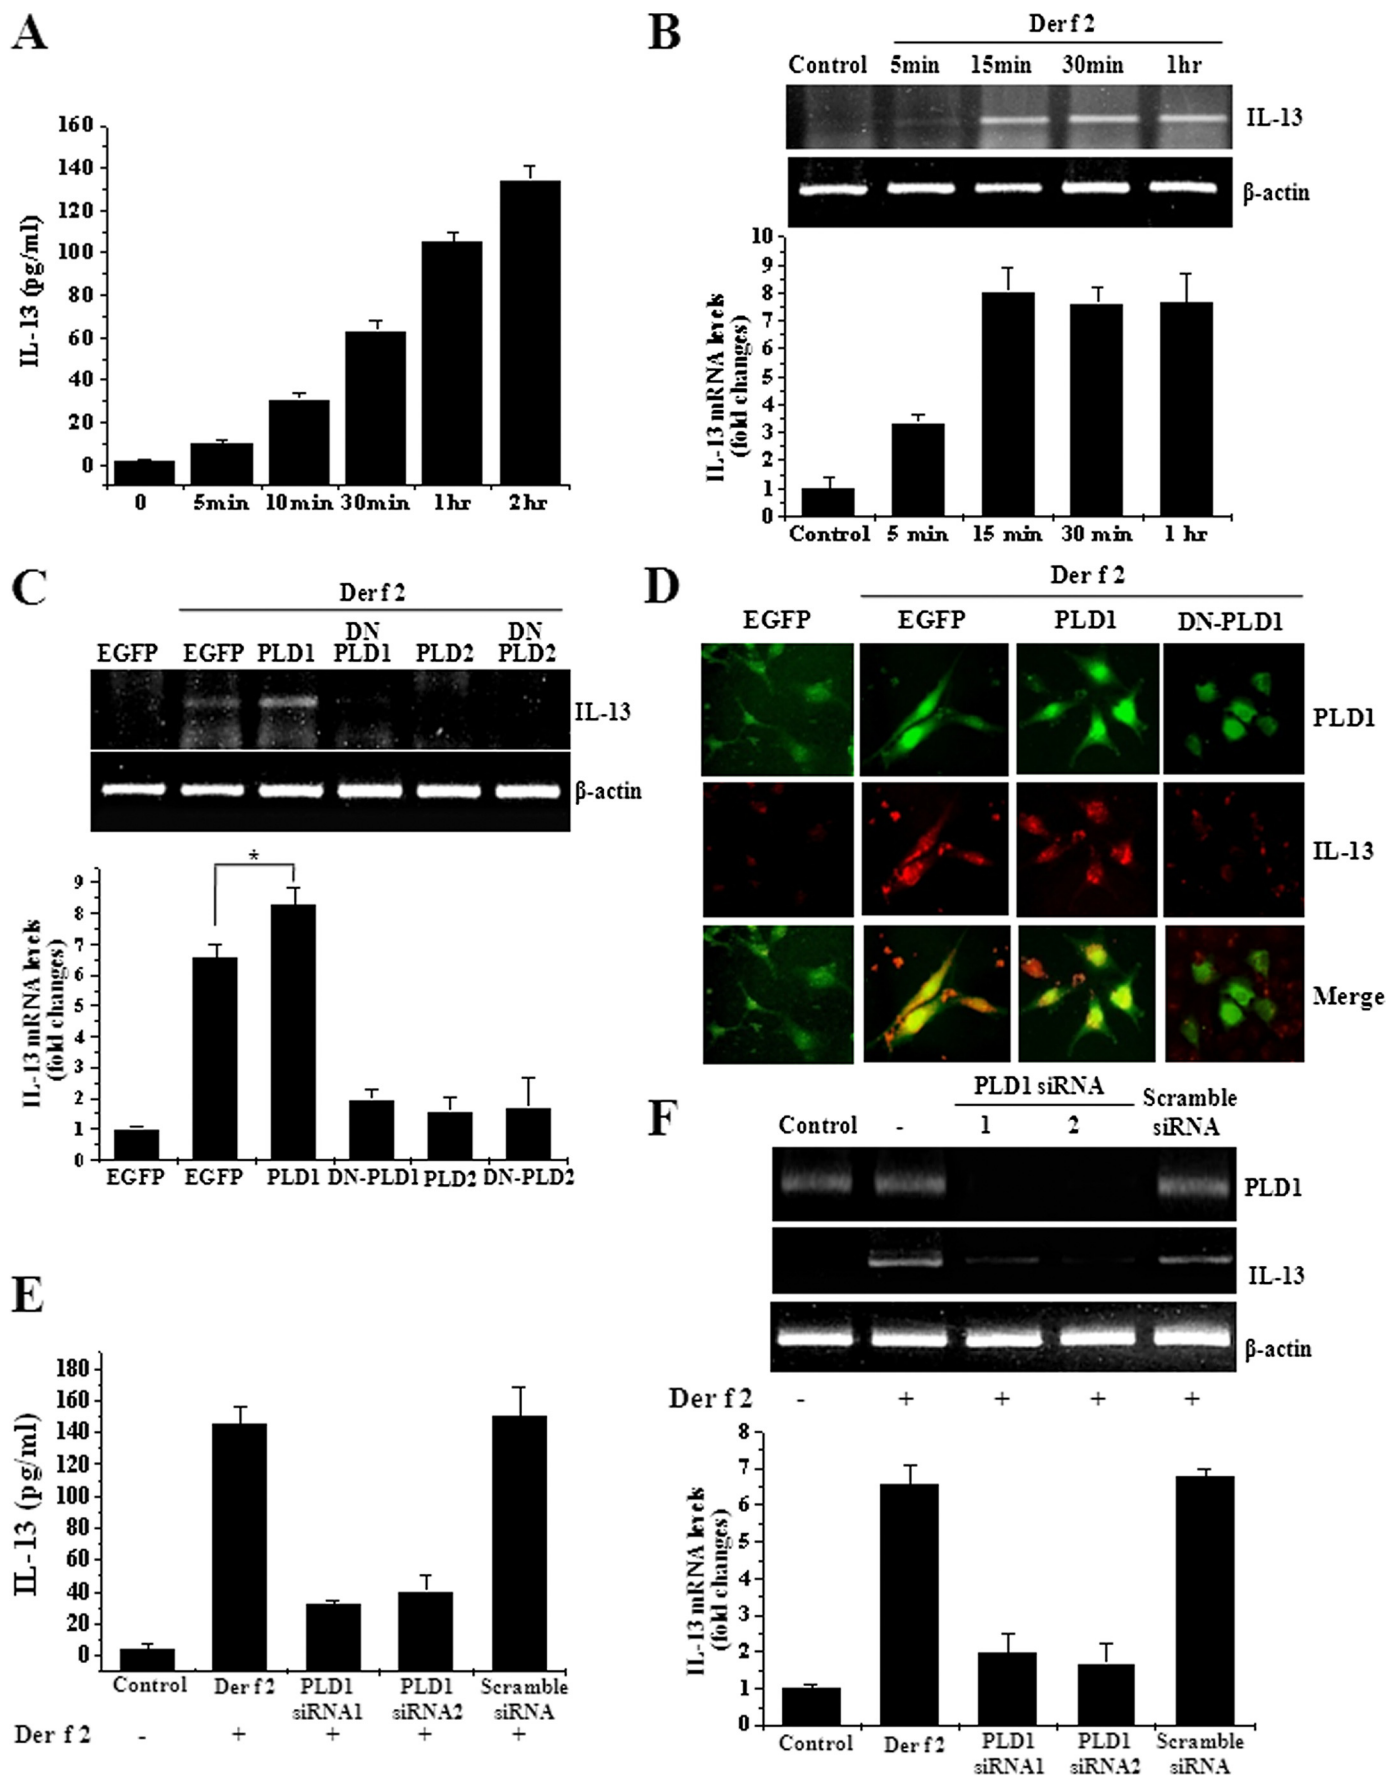 A
160
140
120
100
80
60
40
20
0
IL-13 (pg/ml)
0 5min 10min 30min 1hr 2hr
B
Der f 2
Control 5min 15min 30min 1hr
IL-13
β-actin
10
9
8
7
6
5
4
3
2
1
0
IL-13 mRNA levels
(fold changes)
Control 5 min 15 min 30 min 1 hr
C
Der f 2
EGFP EGFP PLD1 DN PLD1 PLD2 DN PLD2
IL-13
β-actin
*
9
8
7
6
5
4
3
2
1
0
IL-13 mRNA levels
(fold changes)
EGFP EGFP PLD1 DN-PLD1 PLD2 DN-PLD2
D
Der f 2
EGFP EGFP PLD1 DN-PLD1
PLD1
IL-13
Merge
E
180
160
140
120
100
80
60
40
20
0
IL-13 (pg/ml)
Control Der f 2 PLD1 siRNA1 PLD1 siRNA2 Scramble siRNA
Der f 2 - + + + +
F
PLD1 siRNA Scramble
Control - 1 2 siRNA
PLD1
IL-13
β-actin
Der f 2 - + + + +
8
7
6
5
4
3
2
1
0
IL-13 mRNA levels
(fold changes)
Control Der f 2 PLD1 siRNA1 PLD1 siRNA2 Scramble siRNA